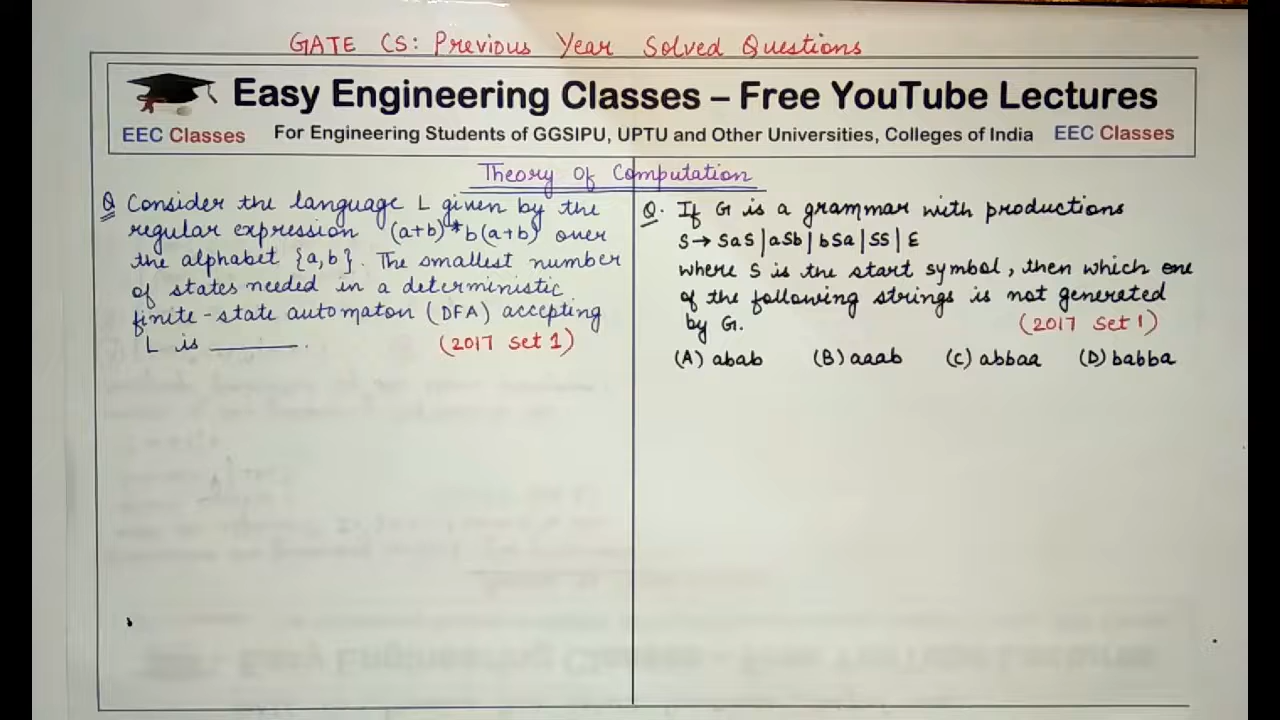 GATE CS: Previous Year Solved Questions
Easy Engineering Classes – Free YouTube Lectures
EEC Classes For Engineering Students of GGSIPU, UPTU and Other Universities, Colleges of India EEC Classes
Theory Of Computation
Q Consider the language L given by the
regular expression (a+b)*b(a+b) over
the alphabet {a,b}. The smallest number
of states needed in a deterministic
finite-state automaton (DFA) accepting
L is ______. (2017 Set 1)
Q. If G is a grammar with productions
S→ SaS|aSb|bSa|SS|ε
where S is the start symbol, then which one
of the following strings is not generated
by G. (2017 Set 1)
(A) abab (B) aaab (C) abbaa (D) babba